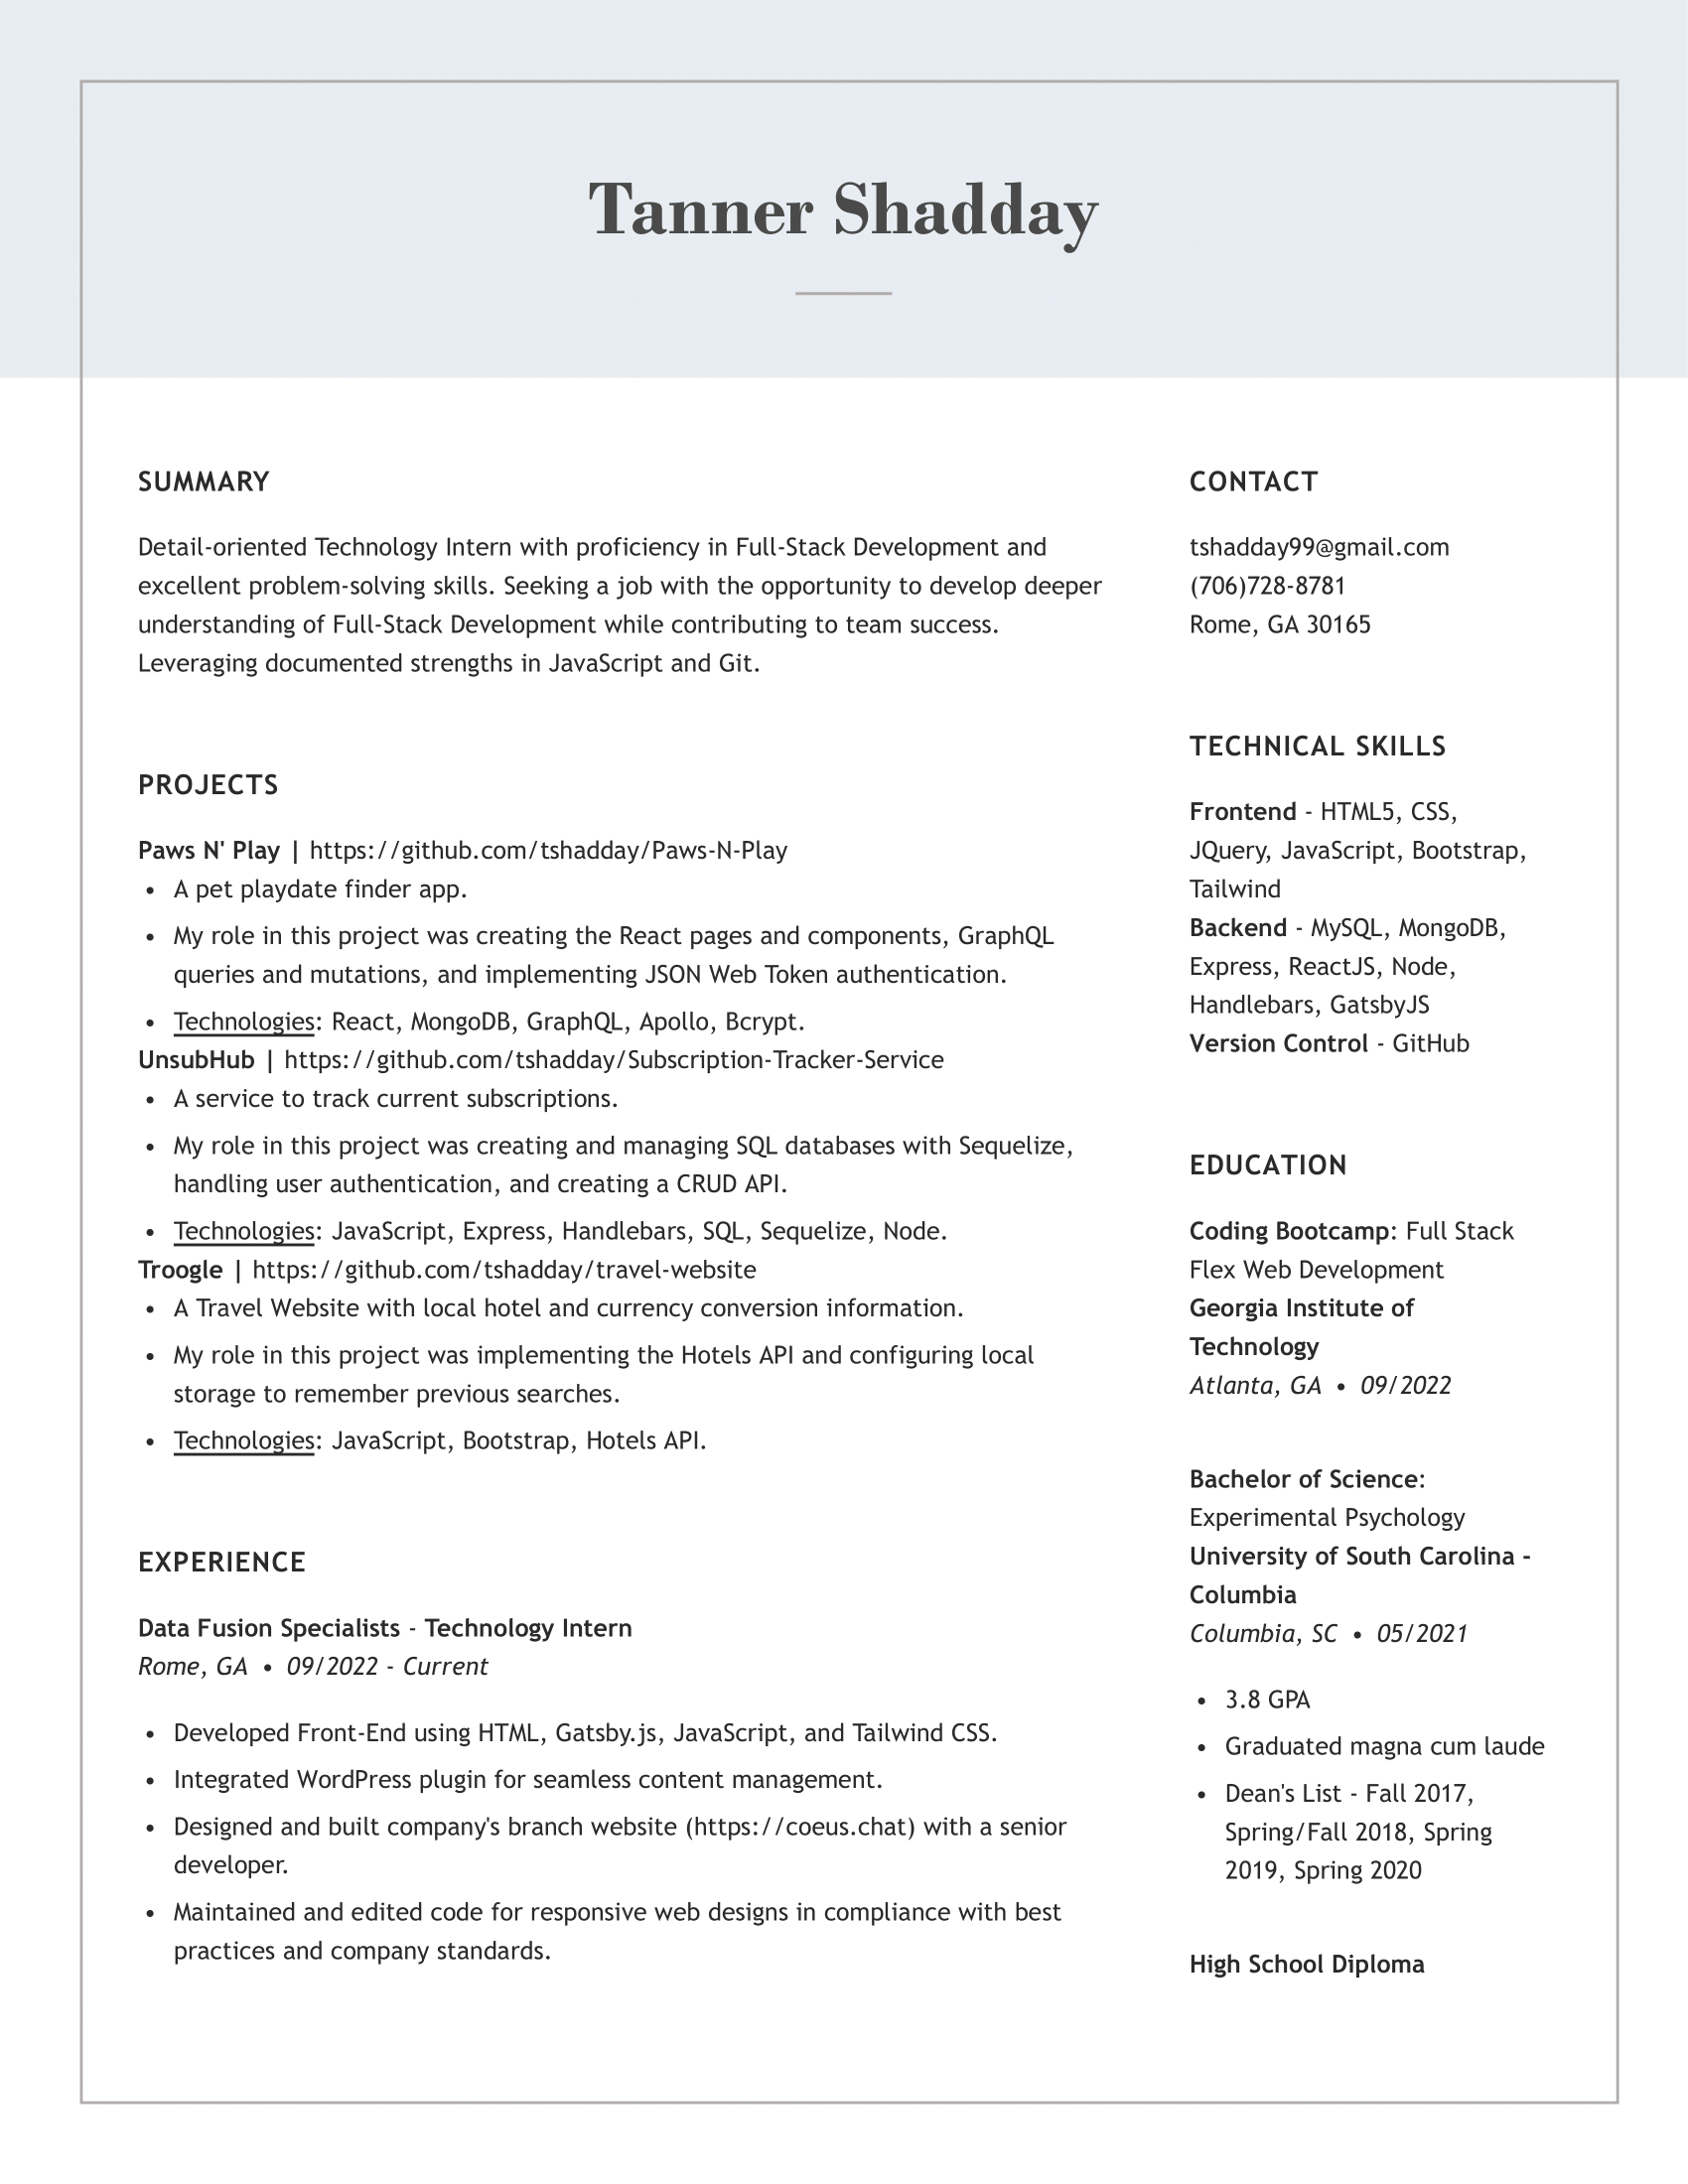 Tanner Shadday
SUMMARY
Detail-oriented Technology Intern with proficiency in Full-Stack Development and
excellent problem-solving skills. Seeking a job with the opportunity to develop deeper
understanding of Full-Stack Development while contributing to team success.
Leveraging documented strengths in JavaScript and Git.
PROJECTS
Paws N' Play | https://github.com/tshadday/Paws-N-Play
• A pet playdate finder app.
• My role in this project was creating the React pages and components, GraphQL
queries and mutations, and implementing JSON Web Token authentication.
• Technologies: React, MongoDB, GraphQL, Apollo, Bcrypt.
UnsubHub | https://github.com/tshadday/Subscription-Tracker-Service
• A service to track current subscriptions.
• My role in this project was creating and managing SQL databases with Sequelize,
handling user authentication, and creating a CRUD API.
• Technologies: JavaScript, Express, Handlebars, SQL, Sequelize, Node.
Troogle | https://github.com/tshadday/travel-website
• A Travel Website with local hotel and currency conversion information.
• My role in this project was implementing the Hotels API and configuring local
storage to remember previous searches.
• Technologies: JavaScript, Bootstrap, Hotels API.
EXPERIENCE
Data Fusion Specialists - Technology Intern
Rome, GA • 09/2022 - Current
• Developed Front-End using HTML, Gatsby.js, JavaScript, and Tailwind CSS.
• Integrated WordPress plugin for seamless content management.
• Designed and built company's branch website (https://coeus.chat) with a senior
developer.
• Maintained and edited code for responsive web designs in compliance with best
practices and company standards.
CONTACT
tshadday99@gmail.com
(706)728-8781
Rome, GA 30165
TECHNICAL SKILLS
Frontend - HTML5, CSS,
JQuery, JavaScript, Bootstrap,
Tailwind
Backend - MySQL, MongoDB,
Express, ReactJS, Node,
Handlebars, GatsbyJS
Version Control - GitHub
EDUCATION
Coding Bootcamp: Full Stack
Flex Web Development
Georgia Institute of
Technology
Atlanta, GA • 09/2022
Bachelor of Science:
Experimental Psychology
University of South Carolina -
Columbia
Columbia, SC • 05/2021
• 3.8 GPA
• Graduated magna cum laude
• Dean's List - Fall 2017,
Spring/Fall 2018, Spring
2019, Spring 2020
High School Diploma